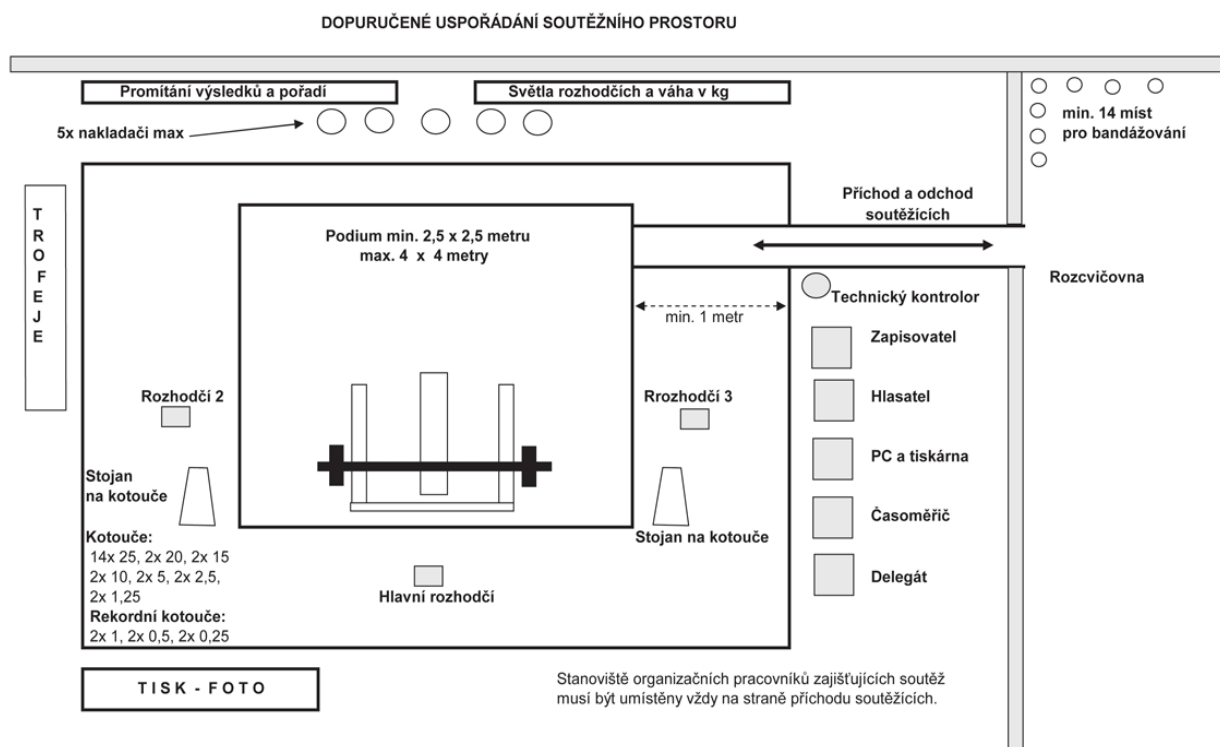 DOPURUČENÉ USPOŘÁDÁNÍ SOUTĚŽNÍHO PROSTORU
Promítání výsledků a pořadí
Světla rozhodčích a váha v kg
5x nakladači max
min. 14 míst
pro bandážování
TROFEJE
Příchod a odchod
soutěžících
Podium min. 2,5 x 2,5 metru
max. 4 x 4 metry
Rozcvičovna
Technický kontrolor
min. 1 metr
Zapisovatel
Rozhodčí 2
Rrozhodčí 3
Hlasatel
PC a tiskárna
Stojan
na kotouče
Časoměřič
Stojan na kotouče
Kotouče:
14x 25, 2x 20, 2x 15
2x 10, 2x 5, 2x 2,5,
2x 1,25
Rekordní kotouče:
2x 1, 2x 0,5, 2x 0,25
Hlavní rozhodčí
Delegát
TISK - FOTO
Stanoviště organizačních pracovníků zajišťujících soutěž
musí být umístěny vždy na straně příchodu soutěžících.